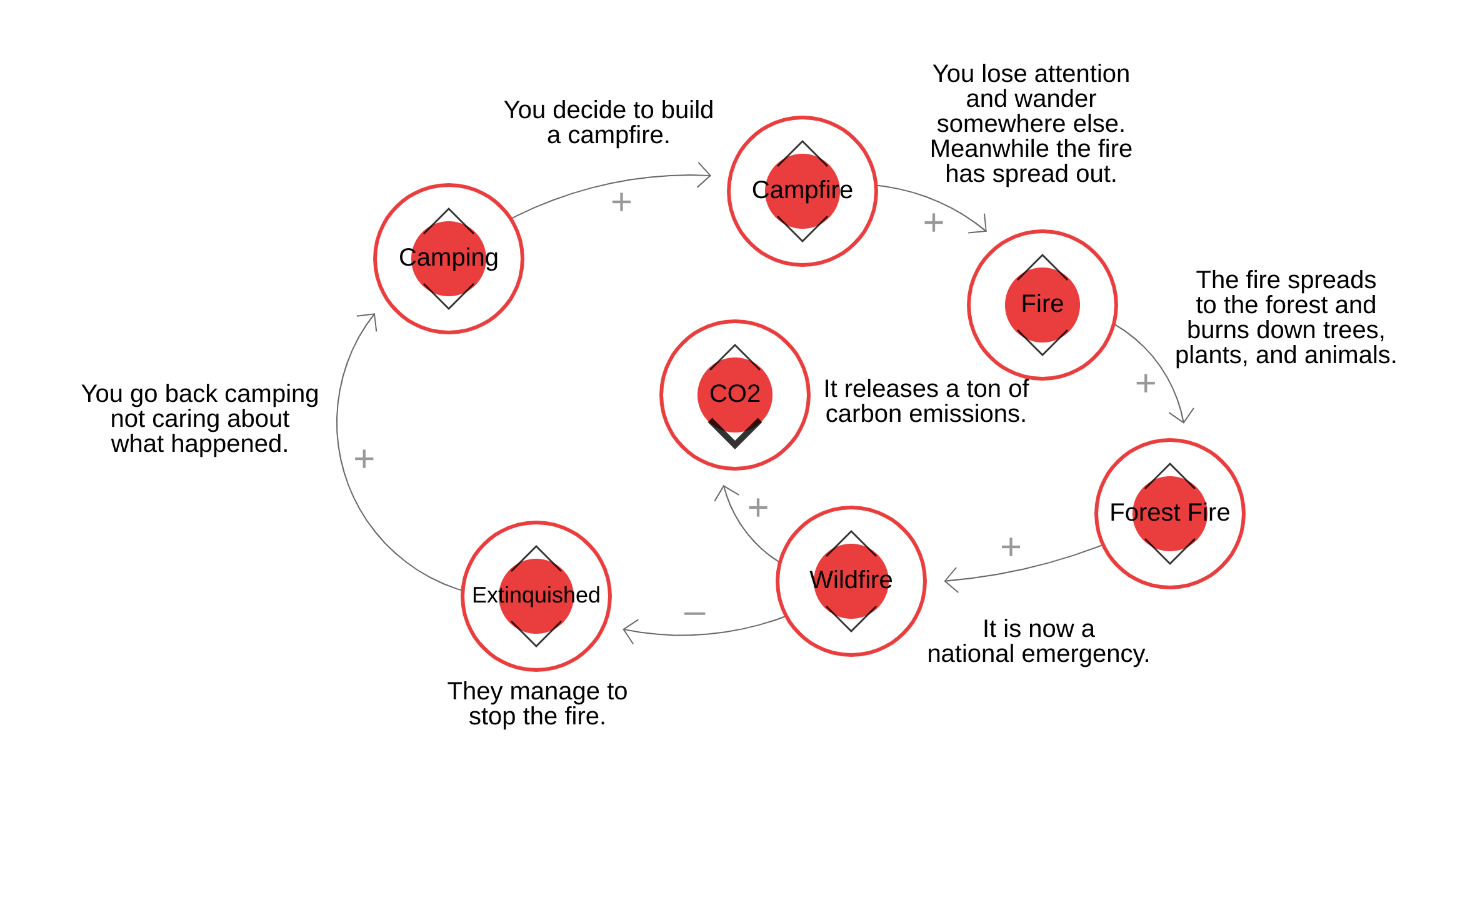 You lose attention
and wander
somewhere else.
Meanwhile the fire
has spread out.
You decide to build
a campfire.
+
Campfire
+
Camping
Fire
The fire spreads
to the forest and
burns down trees,
plants, and animals.
+
CO2
It releases a ton of
carbon emissions.
You go back camping
not caring about
what happened.
+
+
Forest Fire
+
Wildfire
Extinquished
–
It is now a
national emergency.
They manage to
stop the fire.